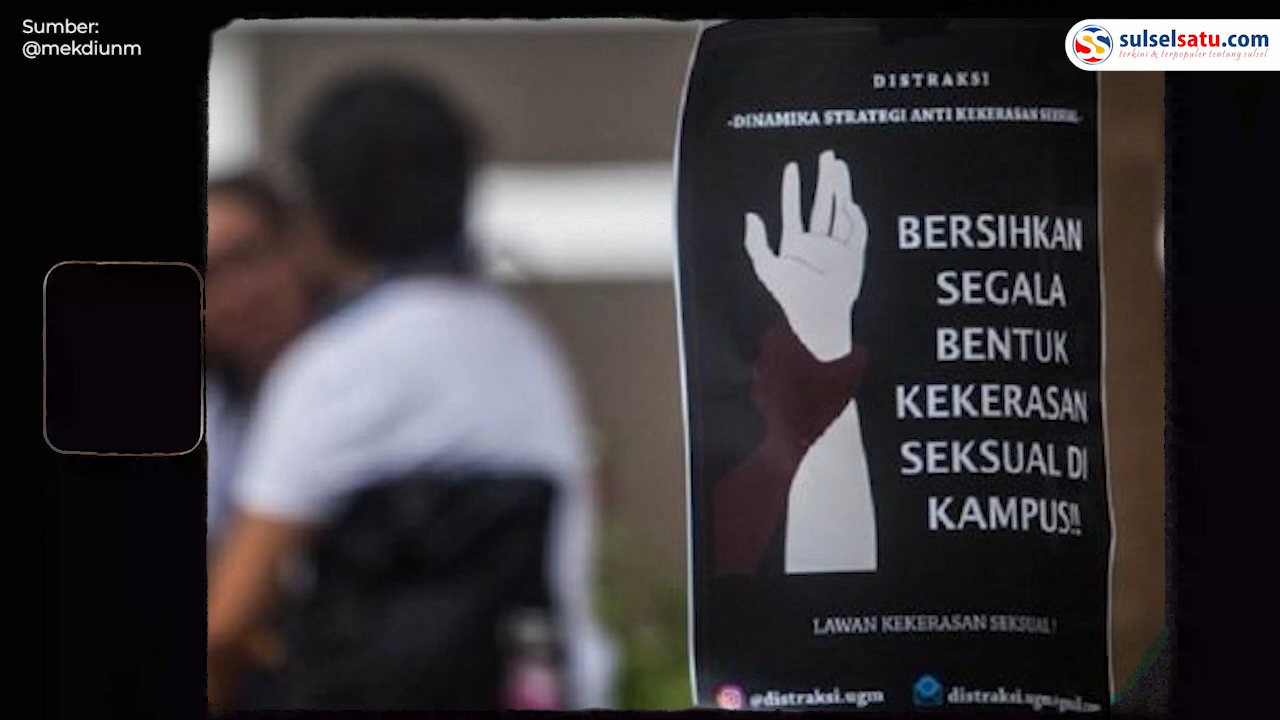 Sumber:
@mekdiunm
sulselsatu.com
terkini & terpopuler tentang sulsel
DISTRAKSI
-DINAMIKA STRATEGI ANTI KEKERASAN SEKSUAL-
BERSIHKAN
SEGALA
BENTUK
KEKERASAN
SEKSUAL DI
KAMPUS!!
LAWAN KEKERASAN SEKSUAL!
@distraksi.ugm